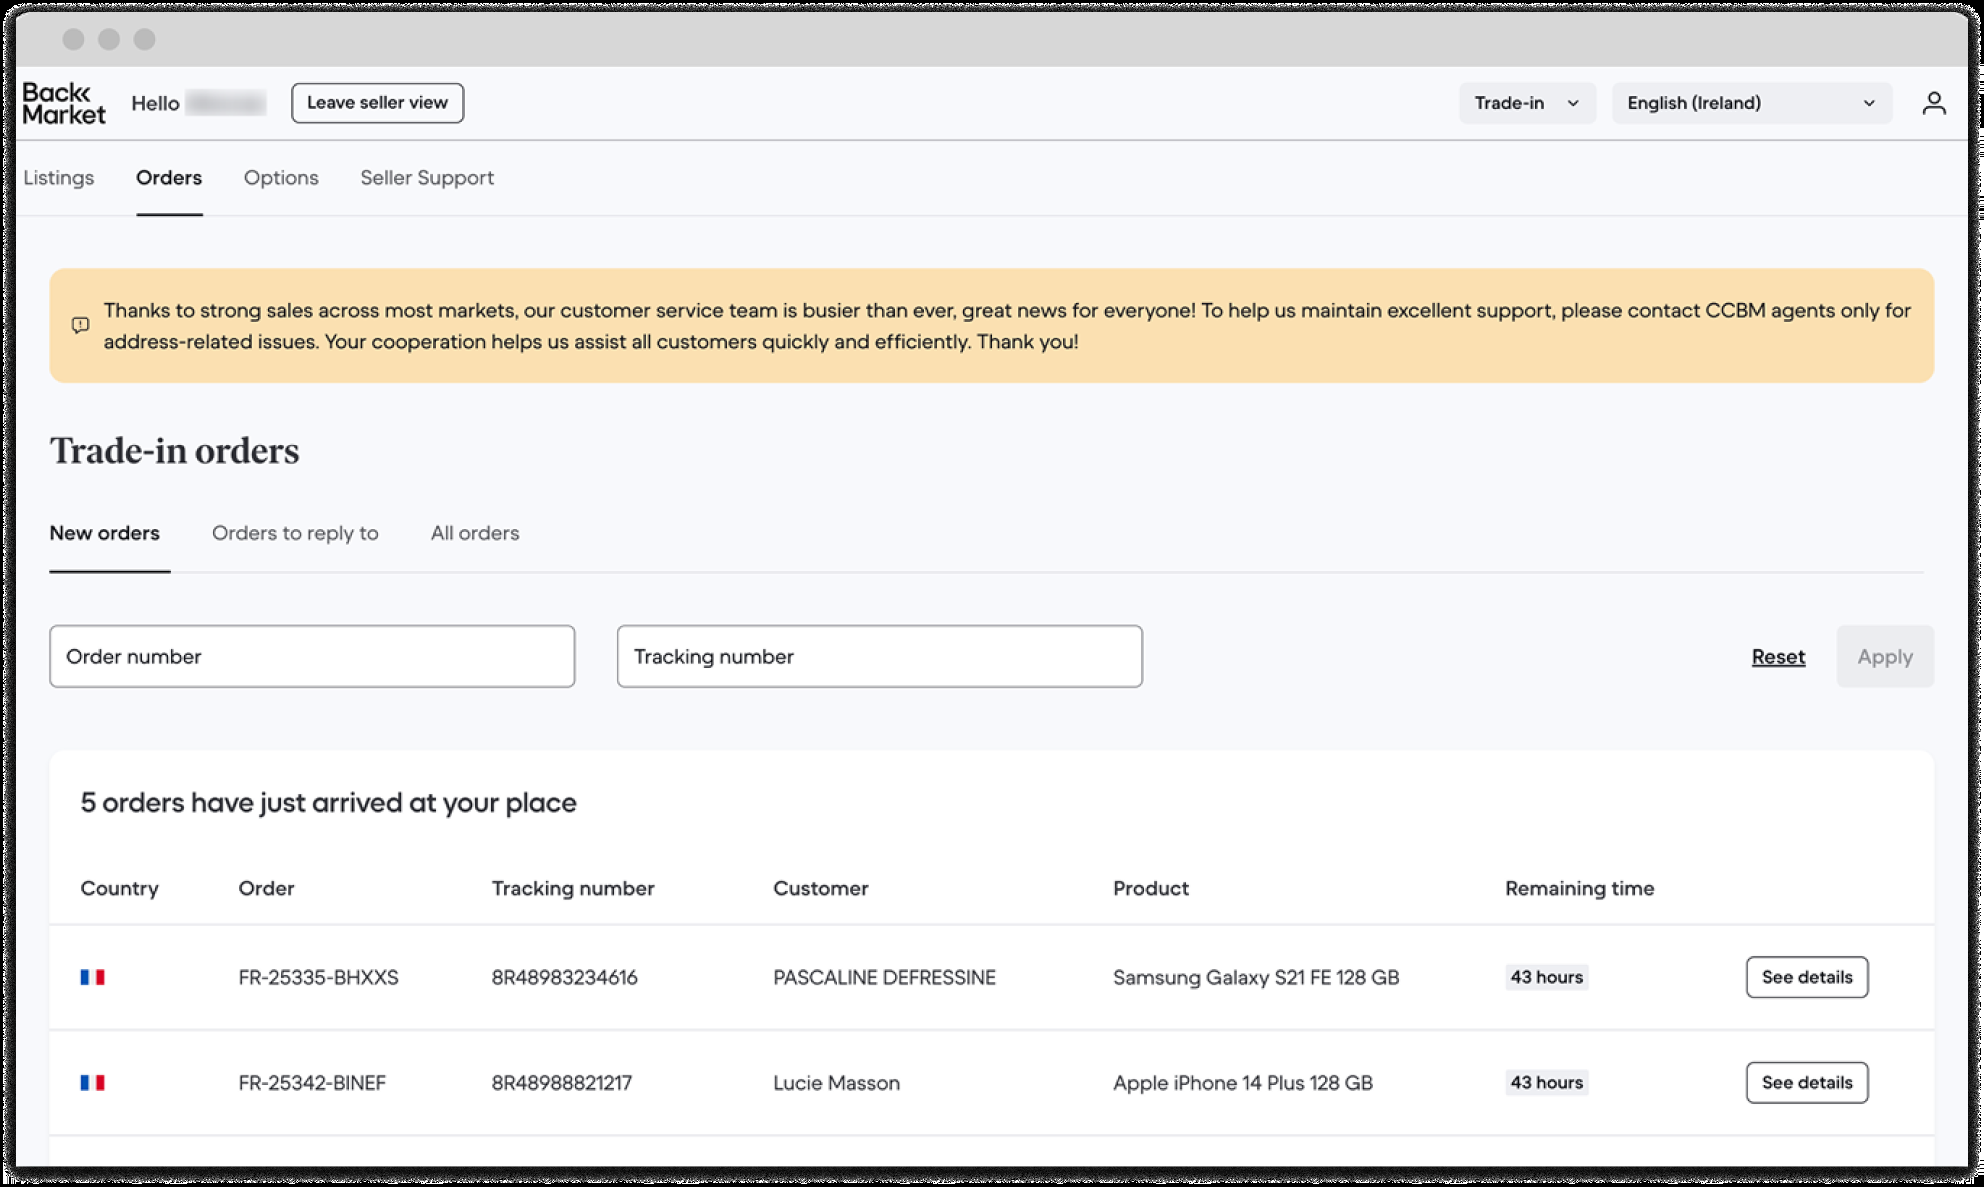 Back Market
Hello
Leave seller view
Trade-in
English (Ireland)
Listings
Orders
Options
Seller Support
Thanks to strong sales across most markets, our customer service team is busier than ever, great news for everyone! To help us maintain excellent support, please contact CCBM agents only for
address-related issues. Your cooperation helps us assist all customers quickly and efficiently. Thank you!
Trade-in orders
New orders
Orders to reply to
All orders
Order number
Tracking number
Reset
Apply
5 orders have just arrived at your place
Country Order Tracking number Customer Product Remaining time
FR-25335-BHXXS 8R48983234616 PASCALINE DEFRESSINE Samsung Galaxy S21 FE 128 GB 43 hours See details
FR-25342-BINEF 8R48988821217 Lucie Masson Apple iPhone 14 Plus 128 GB 43 hours See details